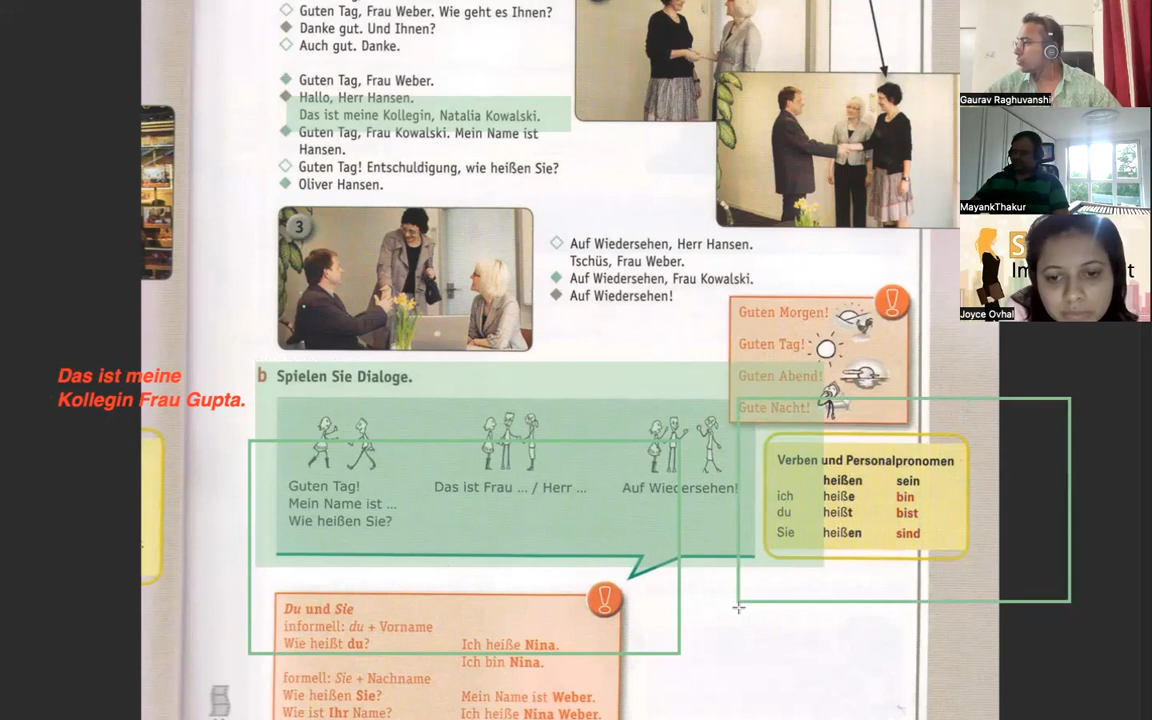 Guten Tag, Frau Weber. Wie geht es Ihnen?
Danke gut. Und Ihnen?
Auch gut. Danke.
Guten Tag, Frau Weber.
Hallo, Herr Hansen.
Das ist meine Kollegin, Natalia Kowalski.
Guten Tag, Frau Kowalski. Mein Name ist
Hansen.
Guten Tag! Entschuldigung, wie heißen Sie?
Oliver Hansen.
3
Auf Wiedersehen, Herr Hansen.
Tschüs, Frau Weber.
Auf Wiedersehen, Frau Kowalski.
Auf Wiedersehen!
Guten Morgen!
Guten Tag!
Guten Abend!
Gute Nacht!
Das ist meine
Kollegin Frau Gupta.
b Spielen Sie Dialoge.
Guten Tag!
Mein Name ist ...
Wie heißen Sie?
Das ist Frau ... / Herr ...
Auf Wiedersehen!
Verben und Personalpronomen
heißen sein
ich heiße bin
du heißt bist
Sie heißen sind
Du und Sie
informell: du + Vorname
Wie heißt du? Ich heiße Nina.
Ich bin Nina.
formell: Sie + Nachname
Wie heißen Sie? Mein Name ist Weber.
Wie ist Ihr Name? Ich heiße Nina Weber.
Gaurav Raghuvanshi
MayankThakur
Joyce Ovhal